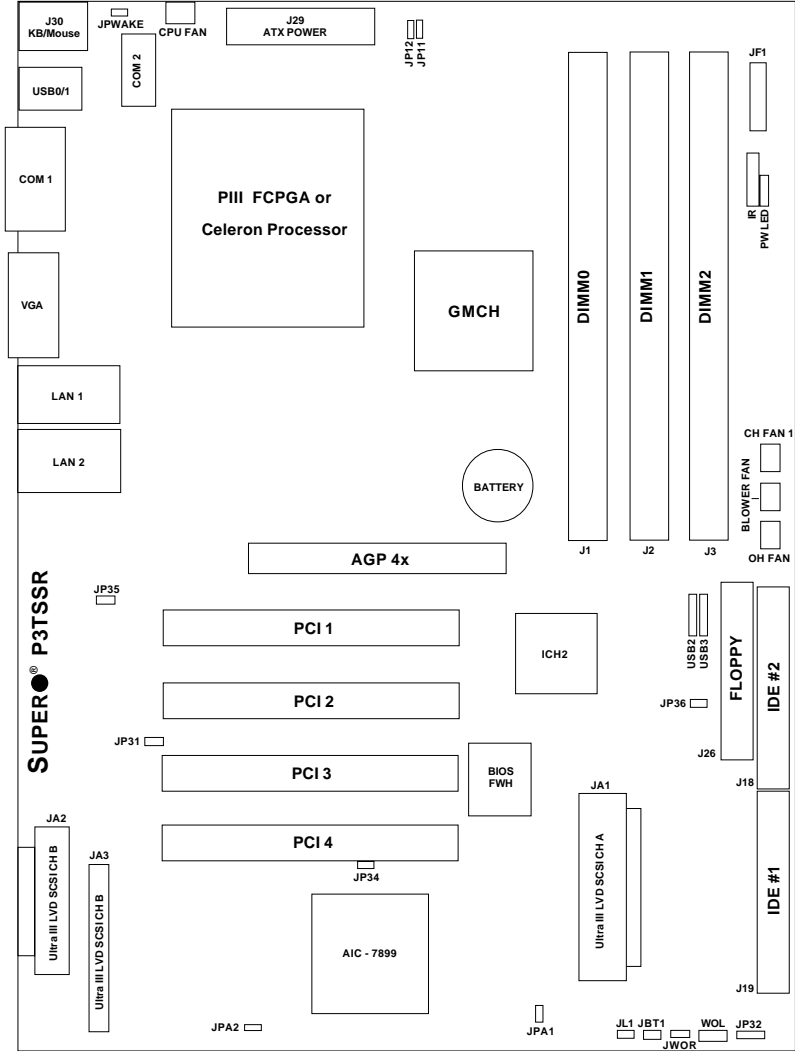 J30
KB/Mouse
JPWAKE
CPU FAN
J29
ATX POWER
JP12
JP11
COM 2
USB0/1
COM 1
VGA
LAN 1
LAN 2
PIII FCPGA or
Celeron Processor
GMCH
BATTERY
DIMM0
DIMM1
DIMM2
J1
J2
J3
JF1
IR
PW LED
CH FAN 1
BLOWER FAN
OH FAN
AGP 4x
JP35
SUPER® P3TSSR
PCI 1
PCI 2
JP31
PCI 3
PCI 4
JP34
ICH2
BIOS
FWH
USB2
USB3
JP36
FLOPPY
J26
IDE #2
J18
IDE #1
J19
JA1
Ultra III LVD SCSI CH A
JA2
Ultra III LVD SCSI CH B
JA3
Ultra III LVD SCSI CH B
AIC - 7899
JPA2
JPA1
JL1
JBT1
JWOR
WOL
JP32